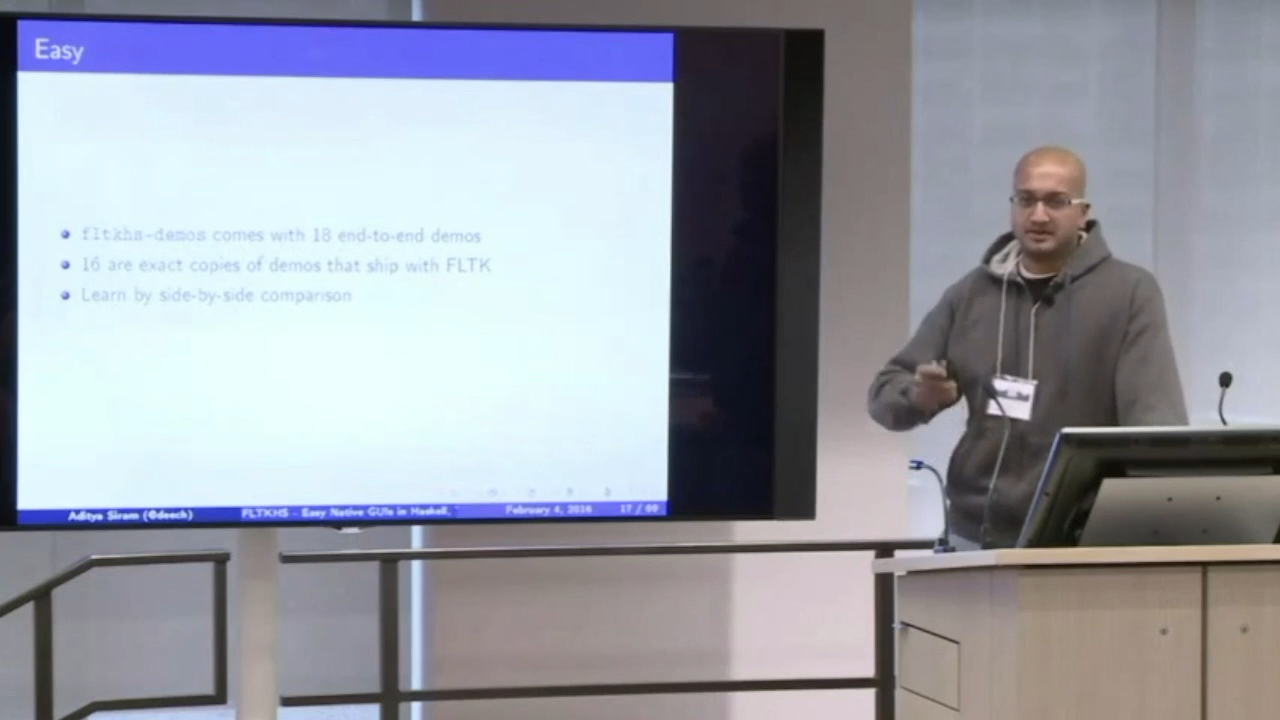 Easy
fltkhs-demos comes with 18 end-to-end demos
16 are exact copies of demos that ship with FLTK
Learn by side-by-side comparison
Aditya Siram (@deech)
FLTKHS - Easy Native GUIs in Haskell,
February 4, 2016
17 / 69